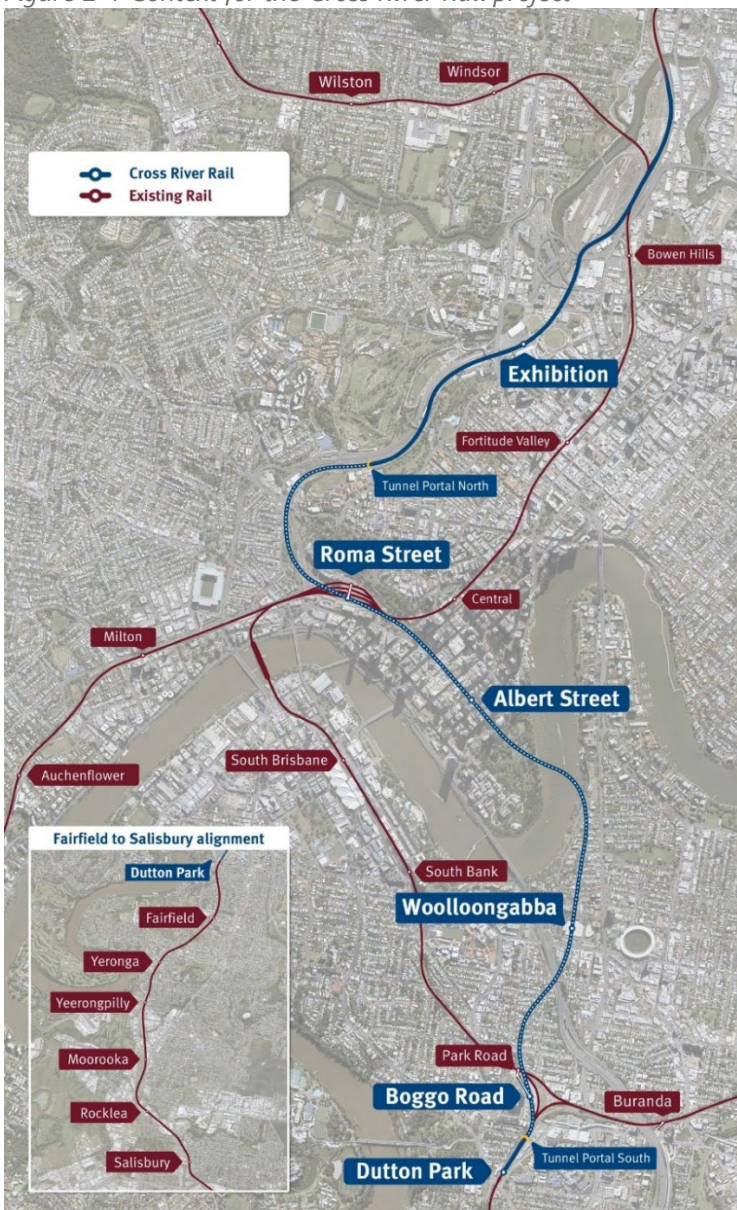 Figure 2-1 Context for the Cross River Rail project
Wilston
Windsor
Cross River Rail
Existing Rail
Bowen Hills
Exhibition
Fortitude Valley
Tunnel Portal North
Roma Street
Central
Milton
Albert Street
South Brisbane
Auchenflower
Fairfield to Salisbury alignment
Dutton Park
South Bank
Fairfield
Woolloongabba
Yeronga
Yeerongpilly
Moorooka
Park Road
Boggo Road
Buranda
Rocklea
Tunnel Portal South
Salisbury
Dutton Park